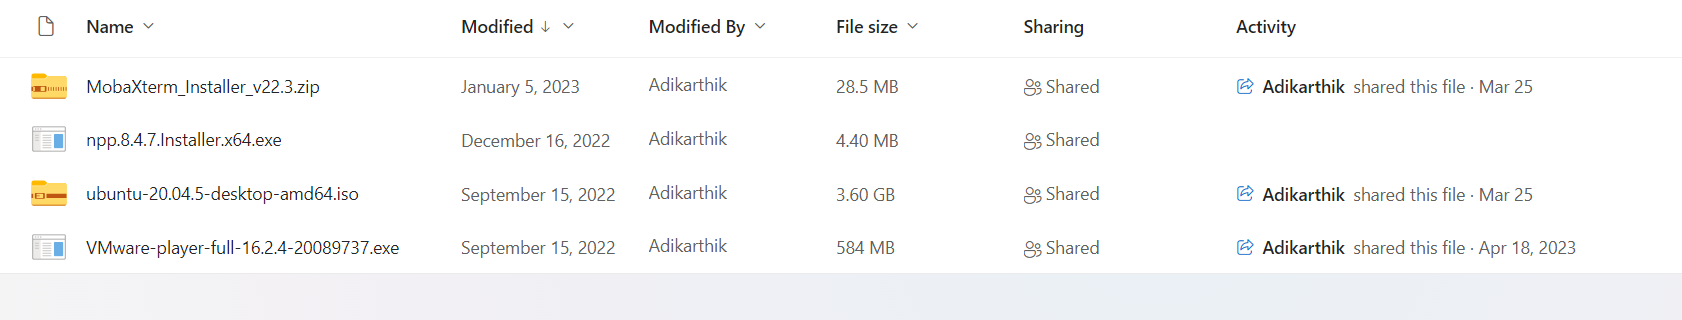 Name Modified Modified By File size Sharing Activity
MobaXterm_Installer_v22.3.zip January 5, 2023 Adikarthik 28.5 MB Shared Adikarthik shared this file · Mar 25
npp.8.4.7.Installer.x64.exe December 16, 2022 Adikarthik 4.40 MB Shared
ubuntu-20.04.5-desktop-amd64.iso September 15, 2022 Adikarthik 3.60 GB Shared Adikarthik shared this file · Mar 25
VMware-player-full-16.2.4-20089737.exe September 15, 2022 Adikarthik 584 MB Shared Adikarthik shared this file · Apr 18, 2023